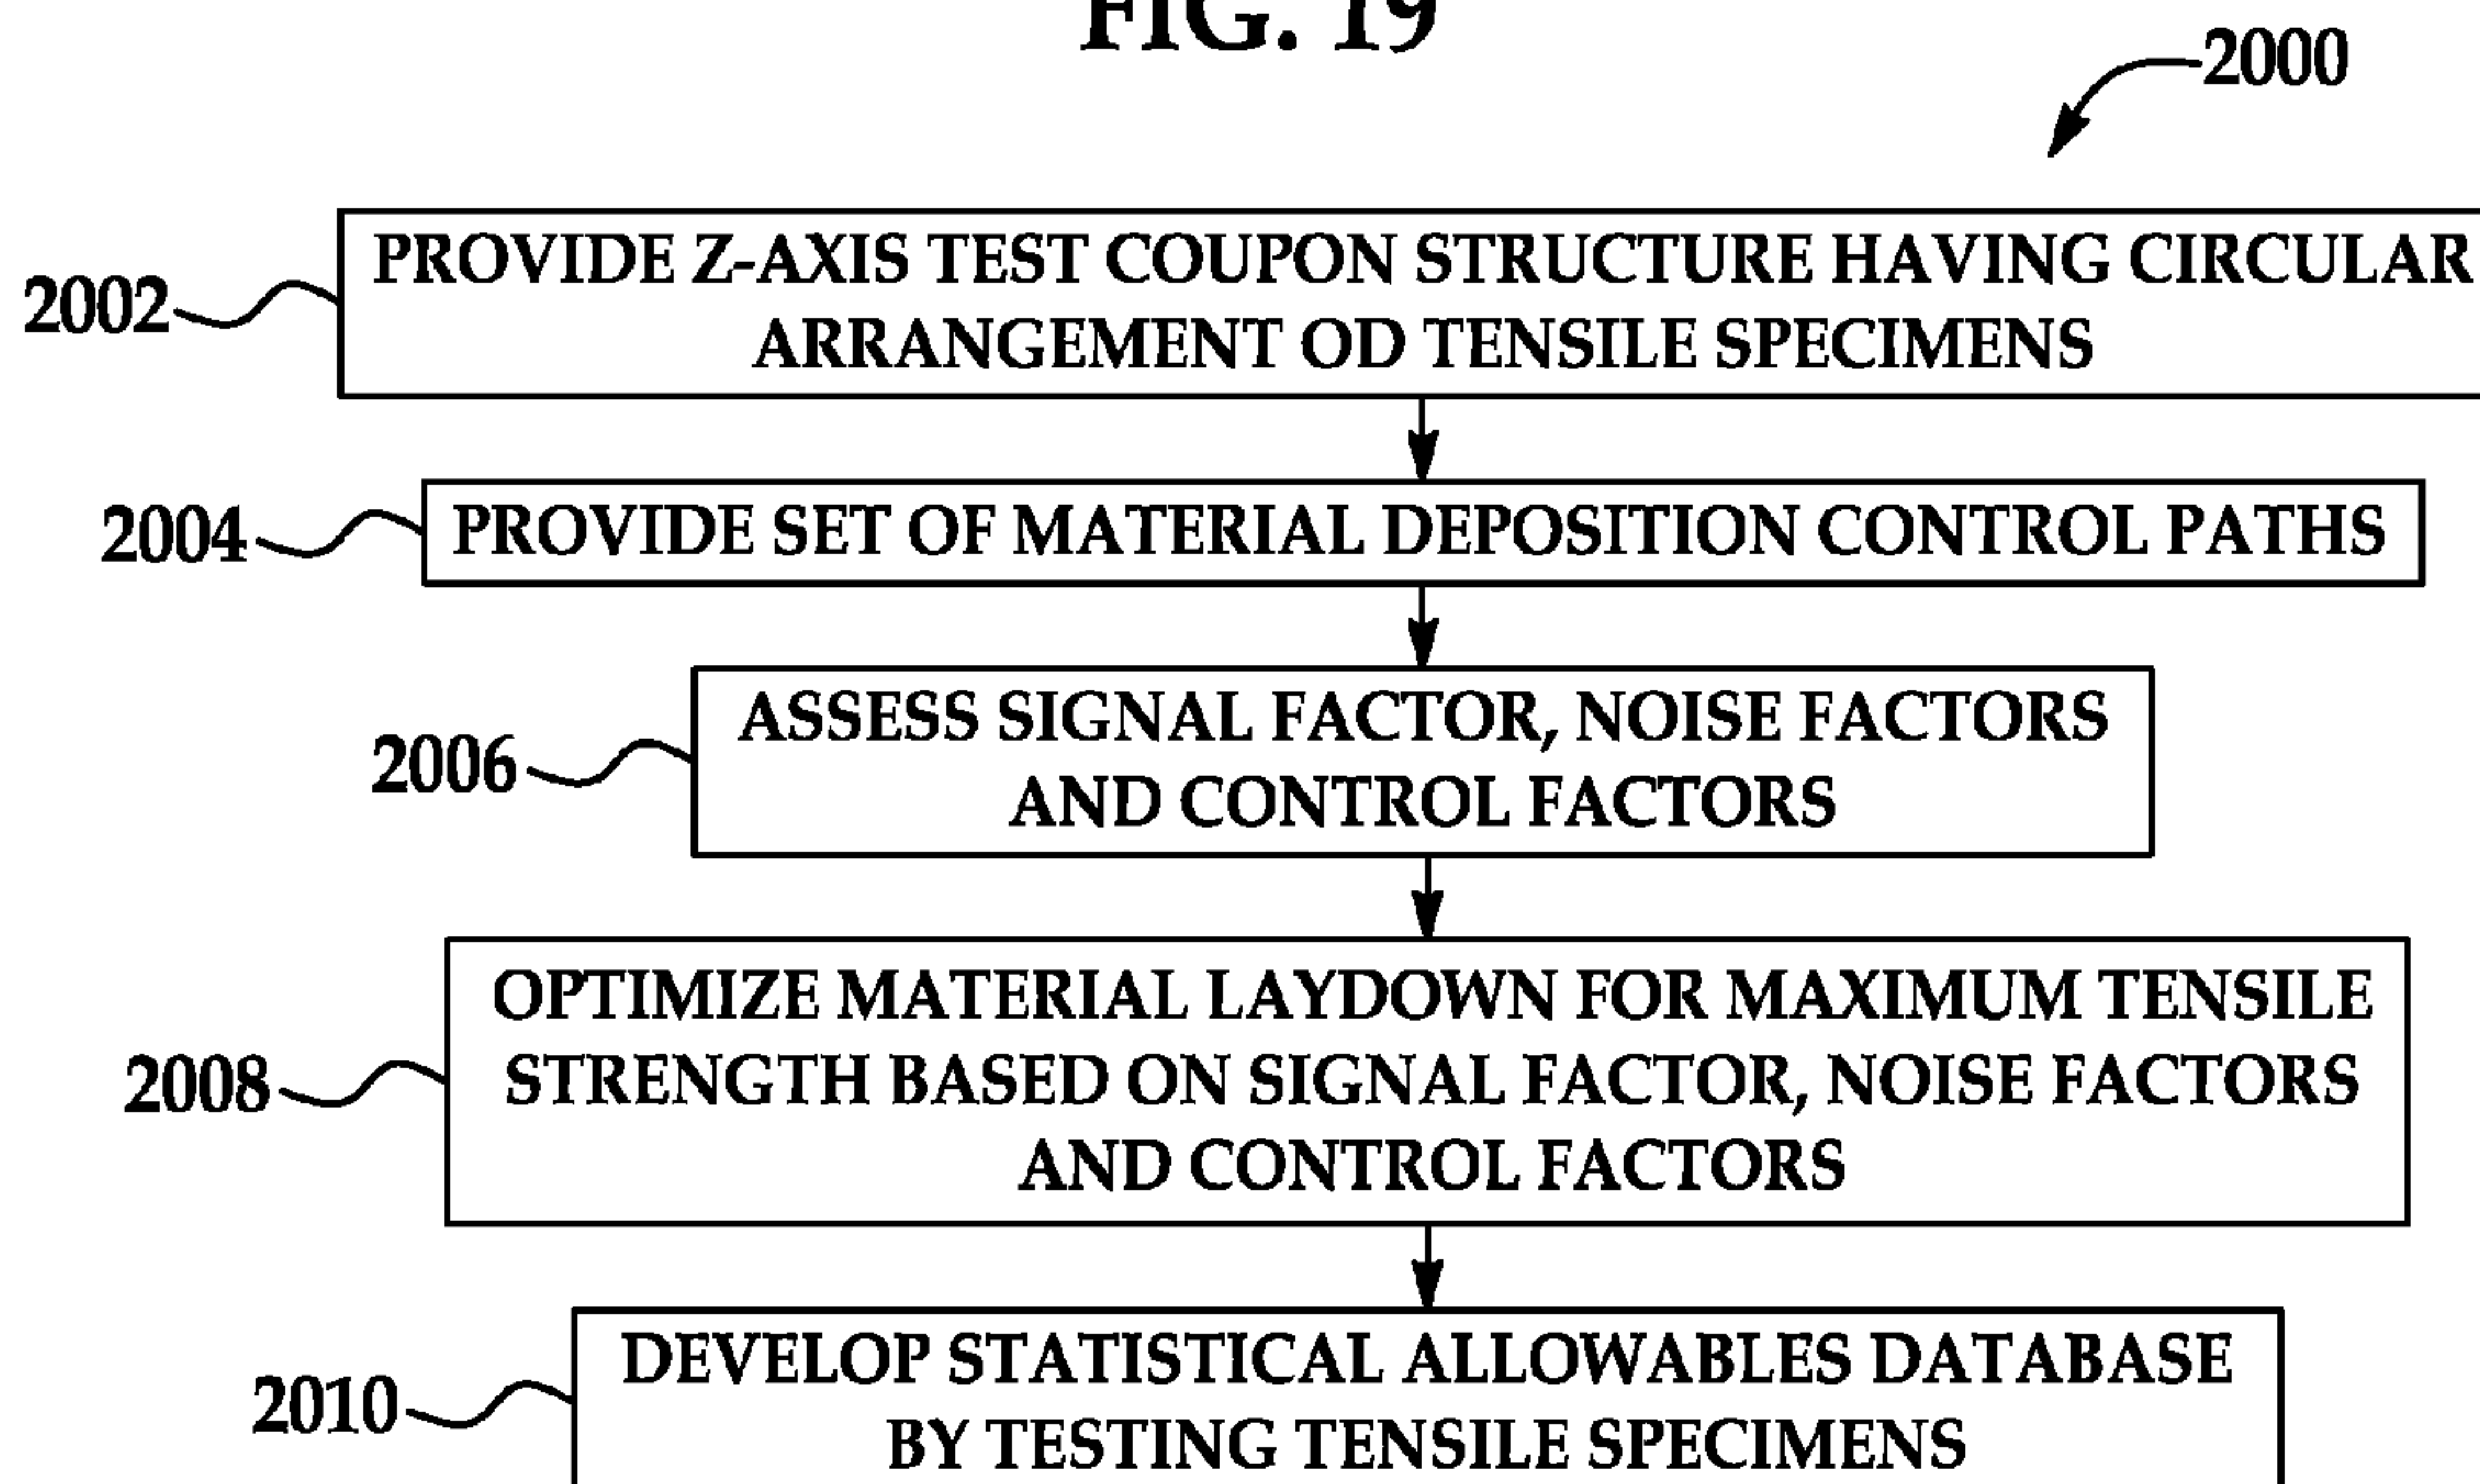 FIG. 19
2000
2002
PROVIDE Z-AXIS TEST COUPON STRUCTURE HAVING CIRCULAR
ARRANGEMENT OD TENSILE SPECIMENS
2004
PROVIDE SET OF MATERIAL DEPOSITION CONTROL PATHS
2006
ASSESS SIGNAL FACTOR, NOISE FACTORS
AND CONTROL FACTORS
2008
OPTIMIZE MATERIAL LAYDOWN FOR MAXIMUM TENSILE
STRENGTH BASED ON SIGNAL FACTOR, NOISE FACTORS
AND CONTROL FACTORS
2010
DEVELOP STATISTICAL ALLOWABLES DATABASE
BY TESTING TENSILE SPECIMENS